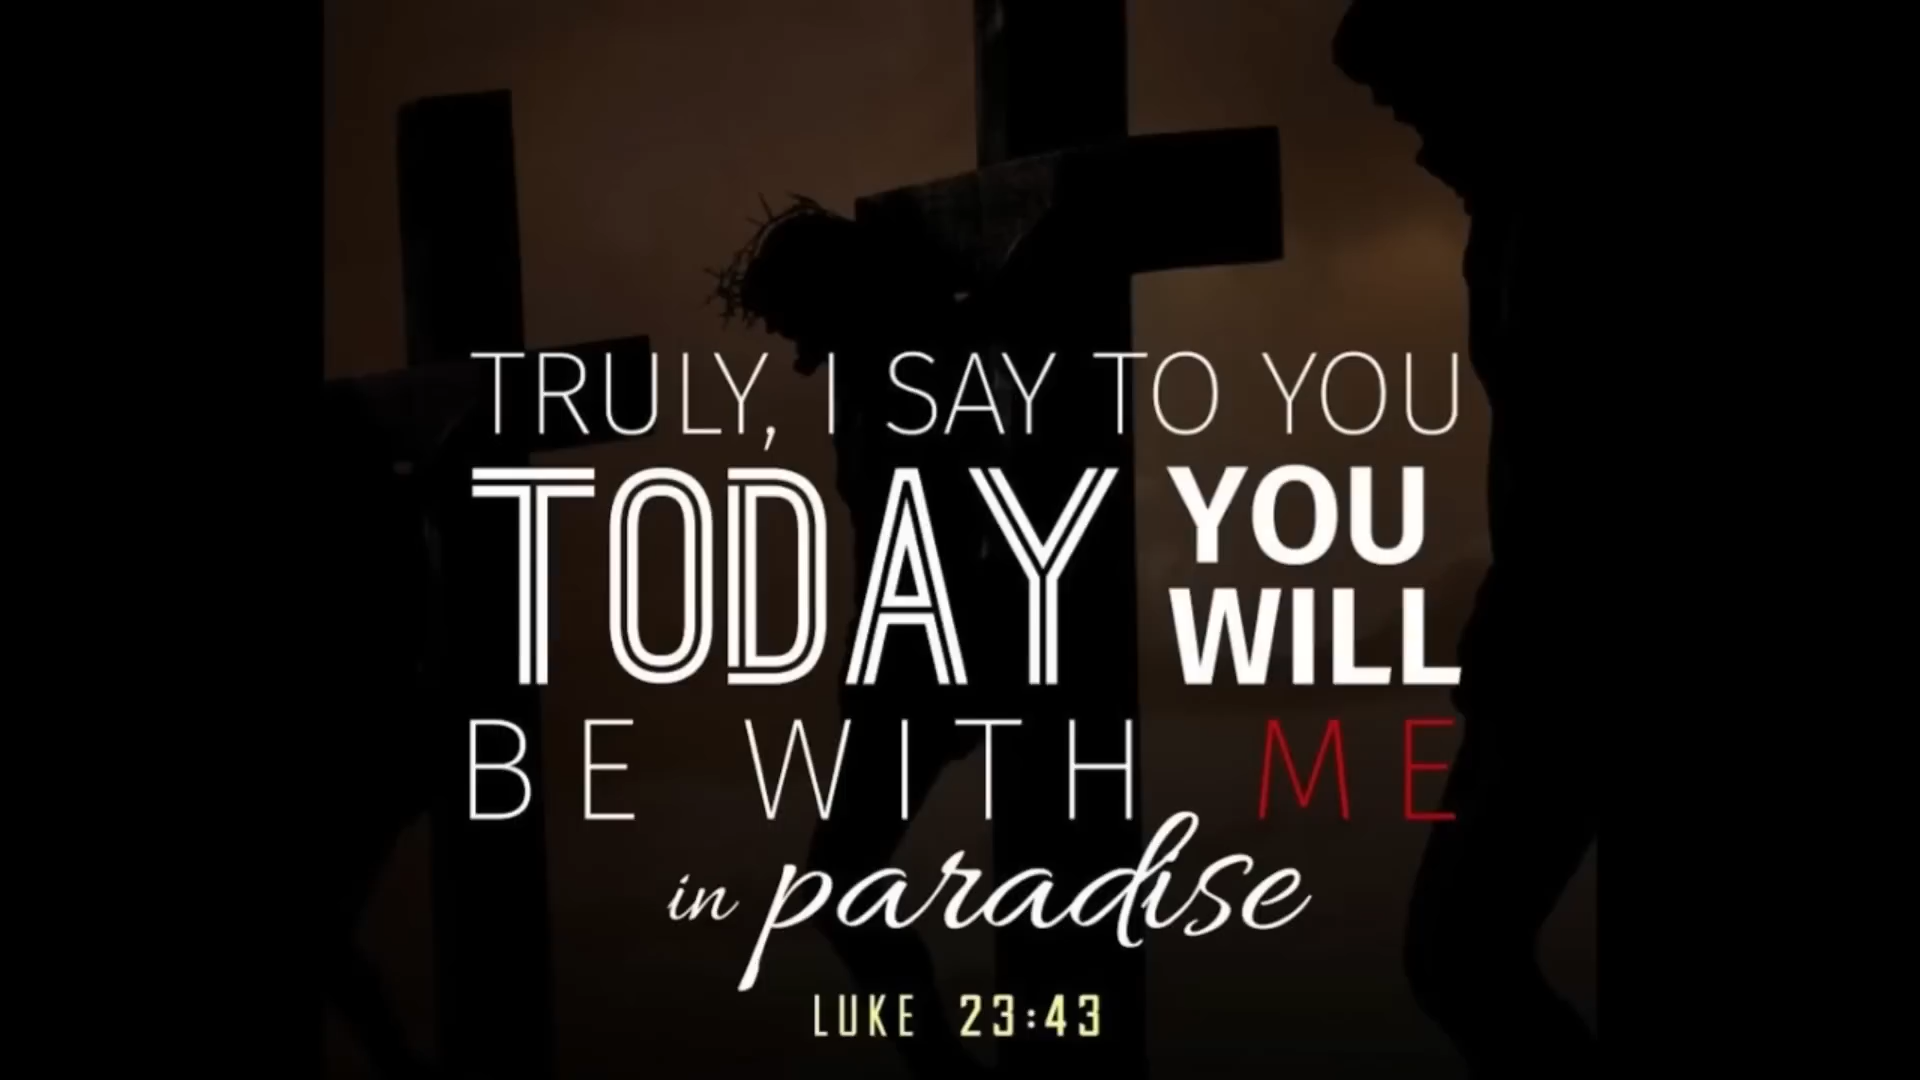 TRULY, I SAY TO YOU
TODAY YOU WILL
BE WITH ME
in paradise
LUKE 23:43